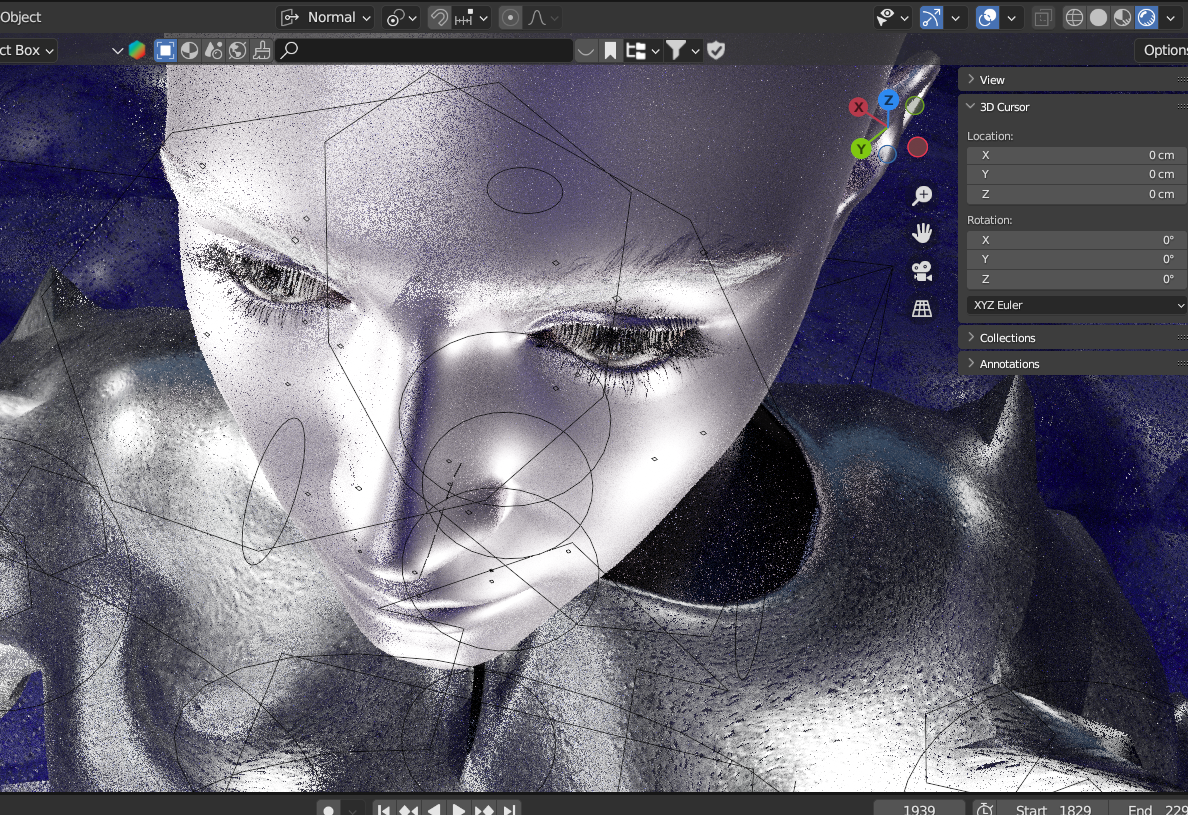 Object
Normal
ct Box
Options
X
Z
Y
View
3D Cursor
Location:
X 0 cm
Y 0 cm
Z 0 cm
Rotation:
X 0°
Y 0°
Z 0°
XYZ Euler
Collections
Annotations
1939
Start 1829
End 229